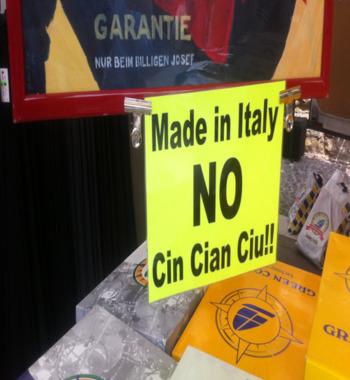 GARANTIE
NUR BEIM BILLIGEN JOSEF
Made in Italy
NO
Cin Cian Ciu!!
GREEN CO
GR